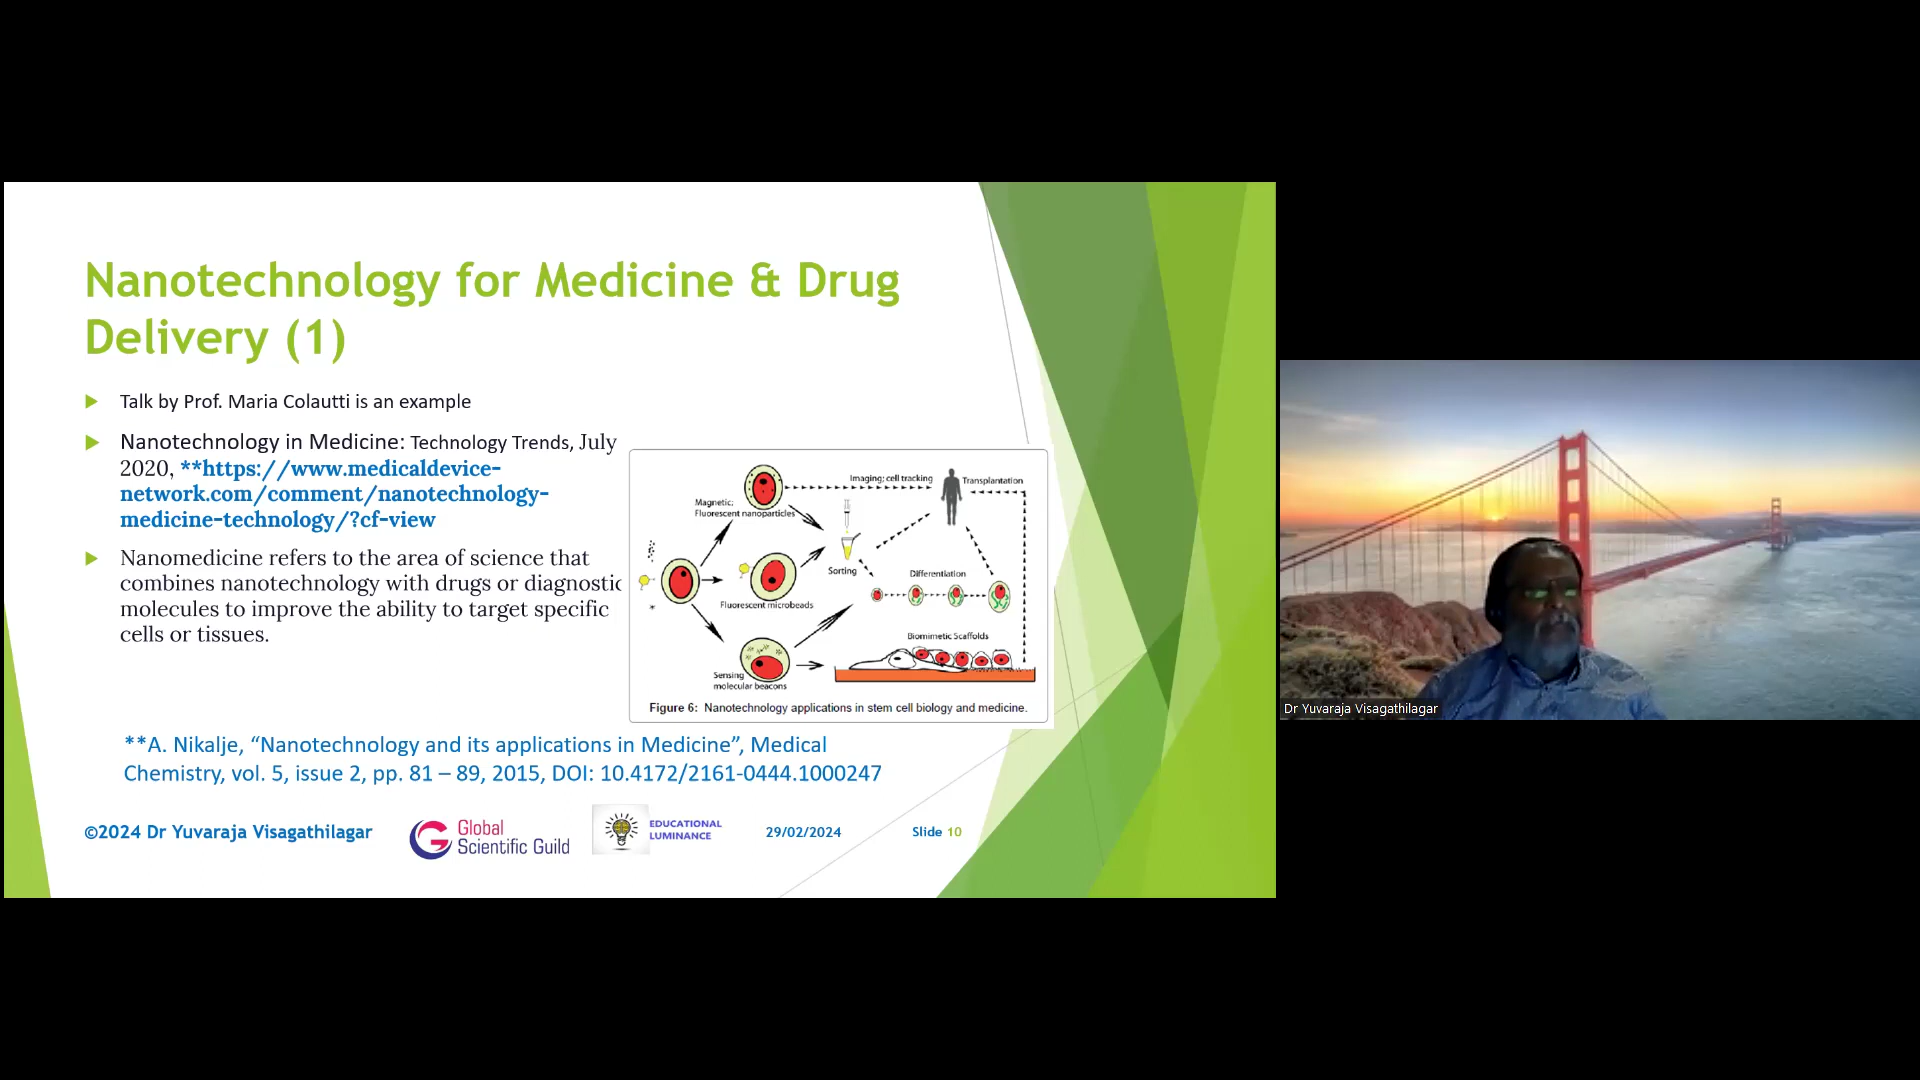 Nanotechnology for Medicine & Drug
Delivery (1)
Talk by Prof. Maria Colautti is an example
Nanotechnology in Medicine: Technology Trends, July
2020, **https://www.medicaldevice-
network.com/comment/nanotechnology-
medicine-technology/?cf-view
Nanomedicine refers to the area of science that
combines nanotechnology with drugs or diagnostic
molecules to improve the ability to target specific
cells or tissues.
Imaging; cell tracking
Transplantation
Magnetic;
Fluorescent nanoparticles
Sorting
Differentiation
Fluorescent microbeads
Biomimetic Scaffolds
Sensing
molecular beacons
Figure 6: Nanotechnology applications in stem cell biology and medicine.
**A. Nikalje, “Nanotechnology and its applications in Medicine”, Medical
Chemistry, vol. 5, issue 2, pp. 81 – 89, 2015, DOI: 10.4172/2161-0444.1000247
©2024 Dr Yuvaraja Visagathilagar
Global
Scientific Guild
EDUCATIONAL
LUMINANCE
29/02/2024
Slide 10
Dr Yuvaraja Visagathilagar